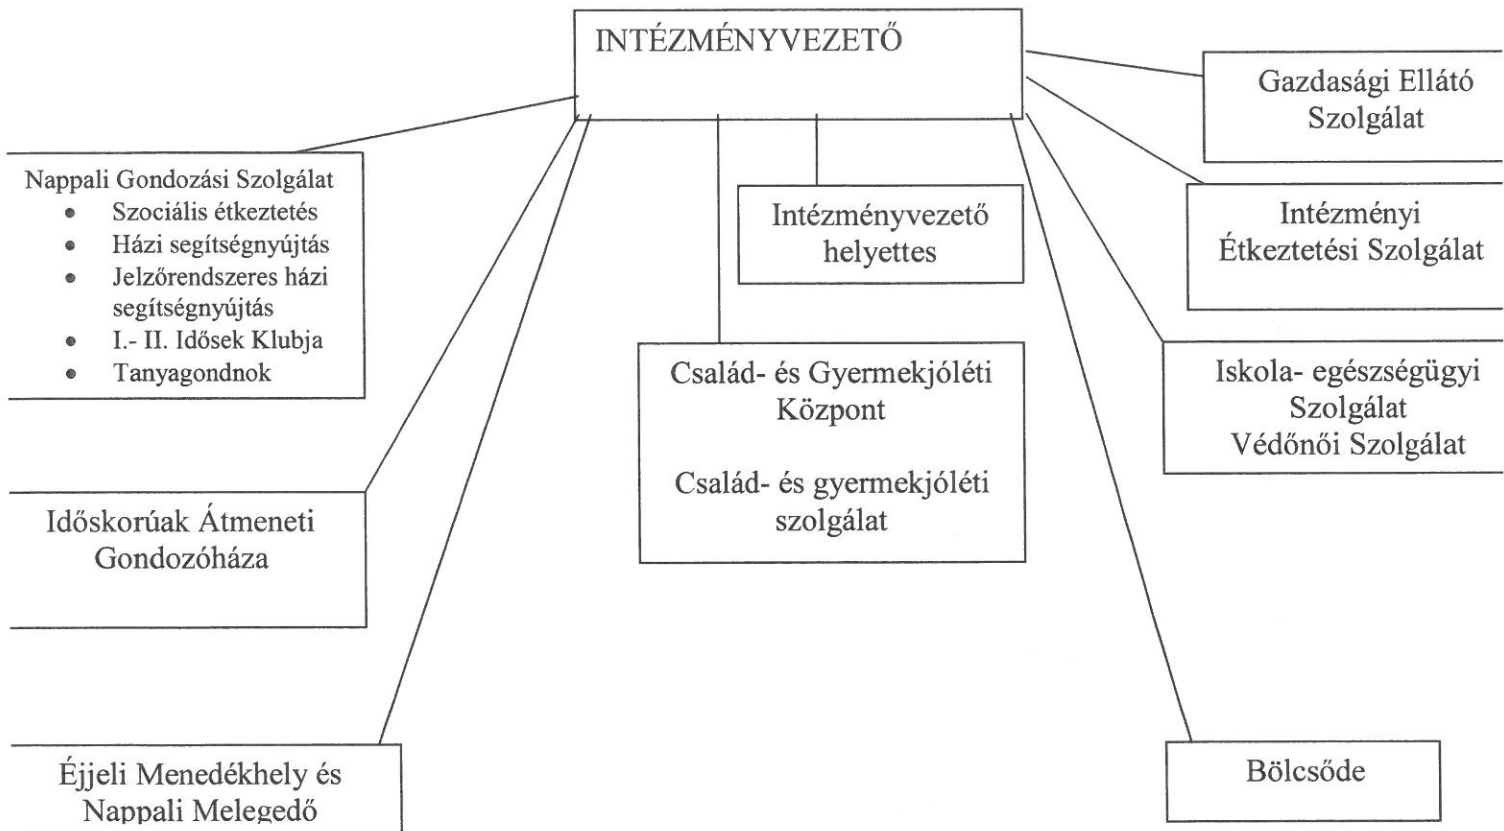 INTÉZMÉNYVEZETŐ
Gazdasági Ellátó
Szolgálat
Nappali Gondozási Szolgálat
• Szociális étkeztetés
• Házi segítségnyújtás
• Jelzőrendszeres házi
segítségnyújtás
• I.- II. Idősek Klubja
• Tanyagondnok
Intézményvezető
helyettes
Intézményi
Étkeztetési Szolgálat
Család- és Gyermekjóléti
Központ
Család- és gyermekjóléti
szolgálat
Iskola- egészségügyi
Szolgálat
Védőnői Szolgálat
Időskorúak Átmeneti
Gondozóháza
Éjjeli Menedékhely és
Nappali Melegedő
Bölcsőde